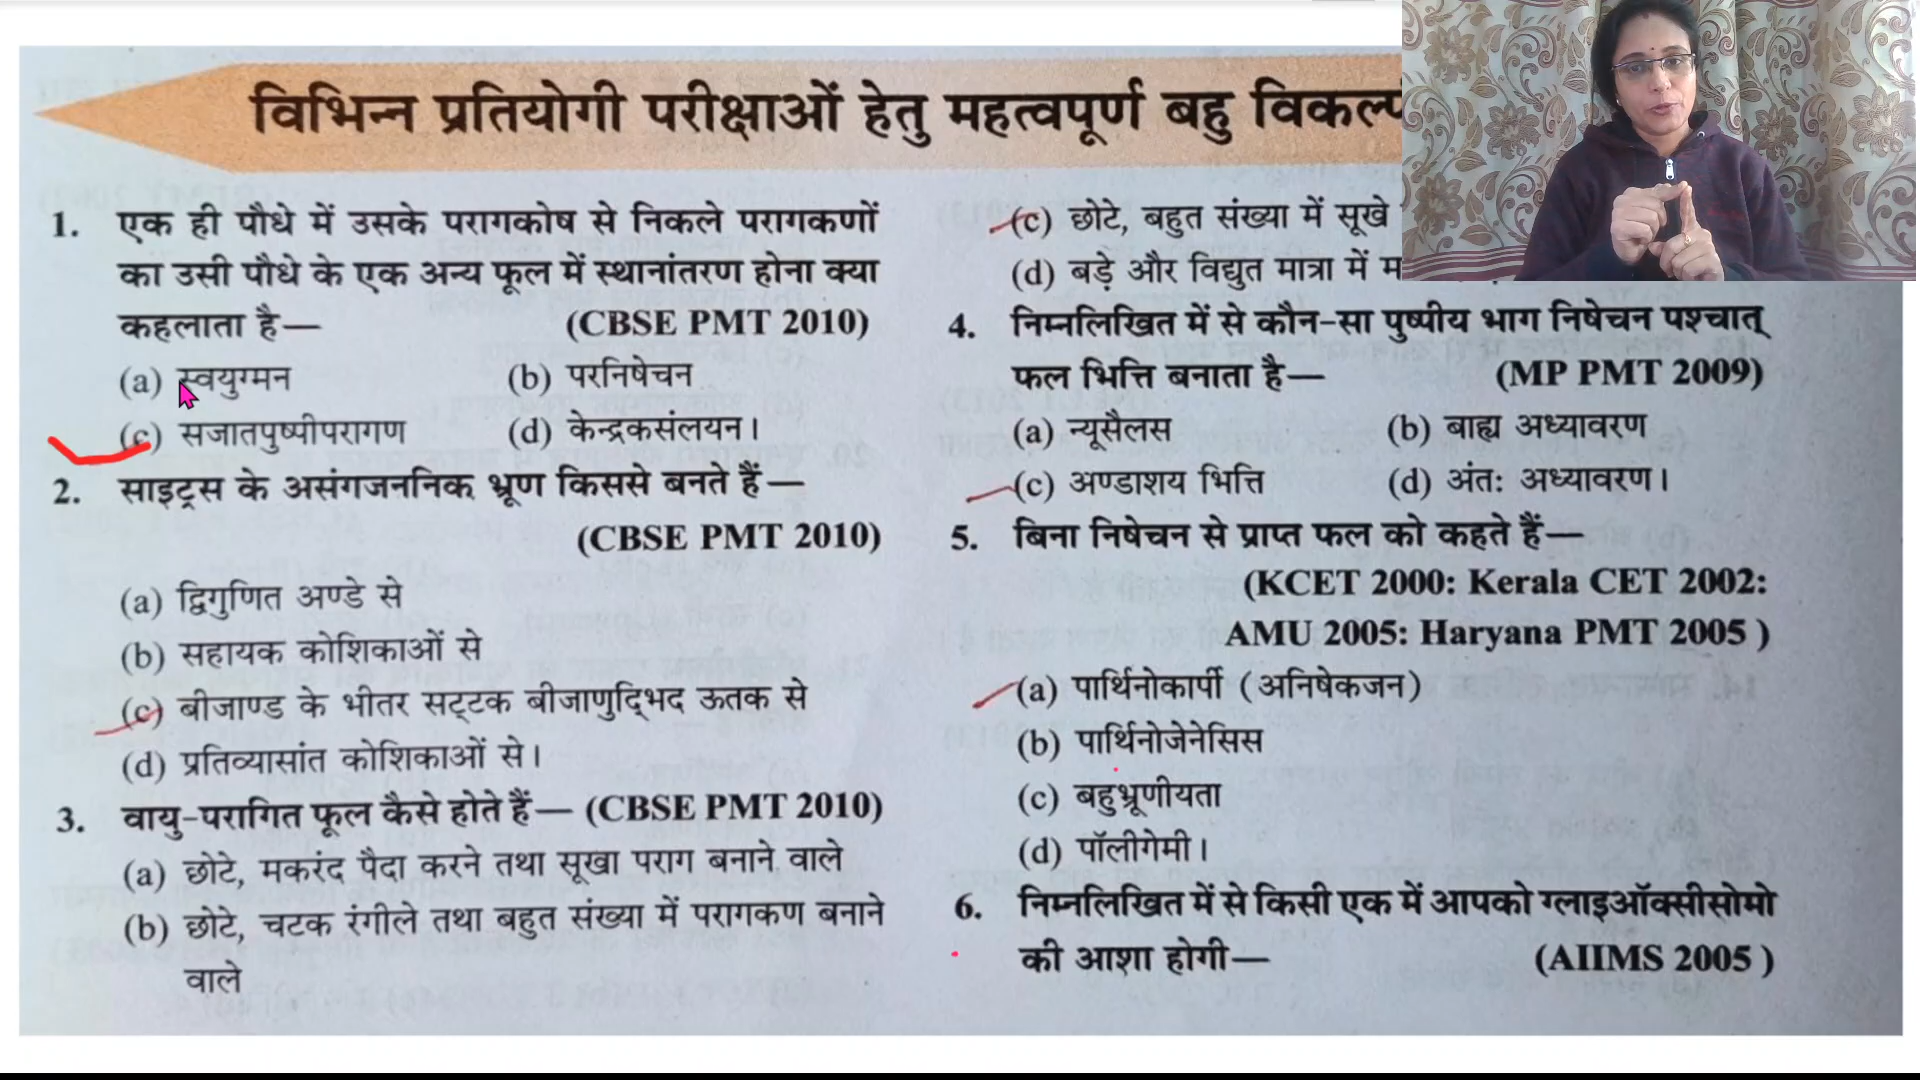 विभिन्न प्रतियोगी परीक्षाओं हेतु महत्वपूर्ण बहु
1. एक ही पौधे में उसके परागकोष से निकले परागकणों
का उसी पौधे के एक अन्य फूल में स्थानांतरण होना क्या
कहलाता है— (CBSE PMT 2010)
(a) स्वयुग्मन (b) परनिषेचन
(c) सजातपुष्पीपरागण (d) केन्द्रकसंलयन।
2. साइट्रस के असंगजननिक भ्रूण किससे बनते हैं—
(CBSE PMT 2010)
(a) द्विगुणित अण्डे से
(b) सहायक कोशिकाओं से
(c) बीजाण्ड के भीतर सट्टक बीजाणुद्भिद ऊतक से
(d) प्रतिव्यासांत कोशिकाओं से।
3. वायु-परागित फूल कैसे होते हैं— (CBSE PMT 2010)
(a) छोटे, मकरंद पैदा करने तथा सूखा पराग बनाने वाले
(b) छोटे, चटक रंगीले तथा बहुत संख्या में परागकण बनाने
वाले
(c) छोटे, बहुत संख्या में सूखे
(d) बड़े और विद्युत मात्रा में
4. निम्नलिखित में से कौन-सा पुष्पीय भाग निषेचन पश्चात्
फल भित्ति बनाता है— (MP PMT 2009)
(a) न्यूसैलस (b) बाह्य अध्यावरण
(c) अण्डाशय भित्ति (d) अंत: अध्यावरण।
5. बिना निषेचन से प्राप्त फल को कहते हैं—
(KCET 2000: Kerala CET 2002:
AMU 2005: Haryana PMT 2005 )
(a) पार्थिनोकार्पी (अनिषेकजन)
(b) पार्थिनोजेनेसिस
(c) बहुभ्रूणीयता
(d) पॉलीगेमी।
6. निम्नलिखित में से किसी एक में आपको ग्लाइऑक्सीसोमो
की आशा होगी— (AIIMS 2005 )